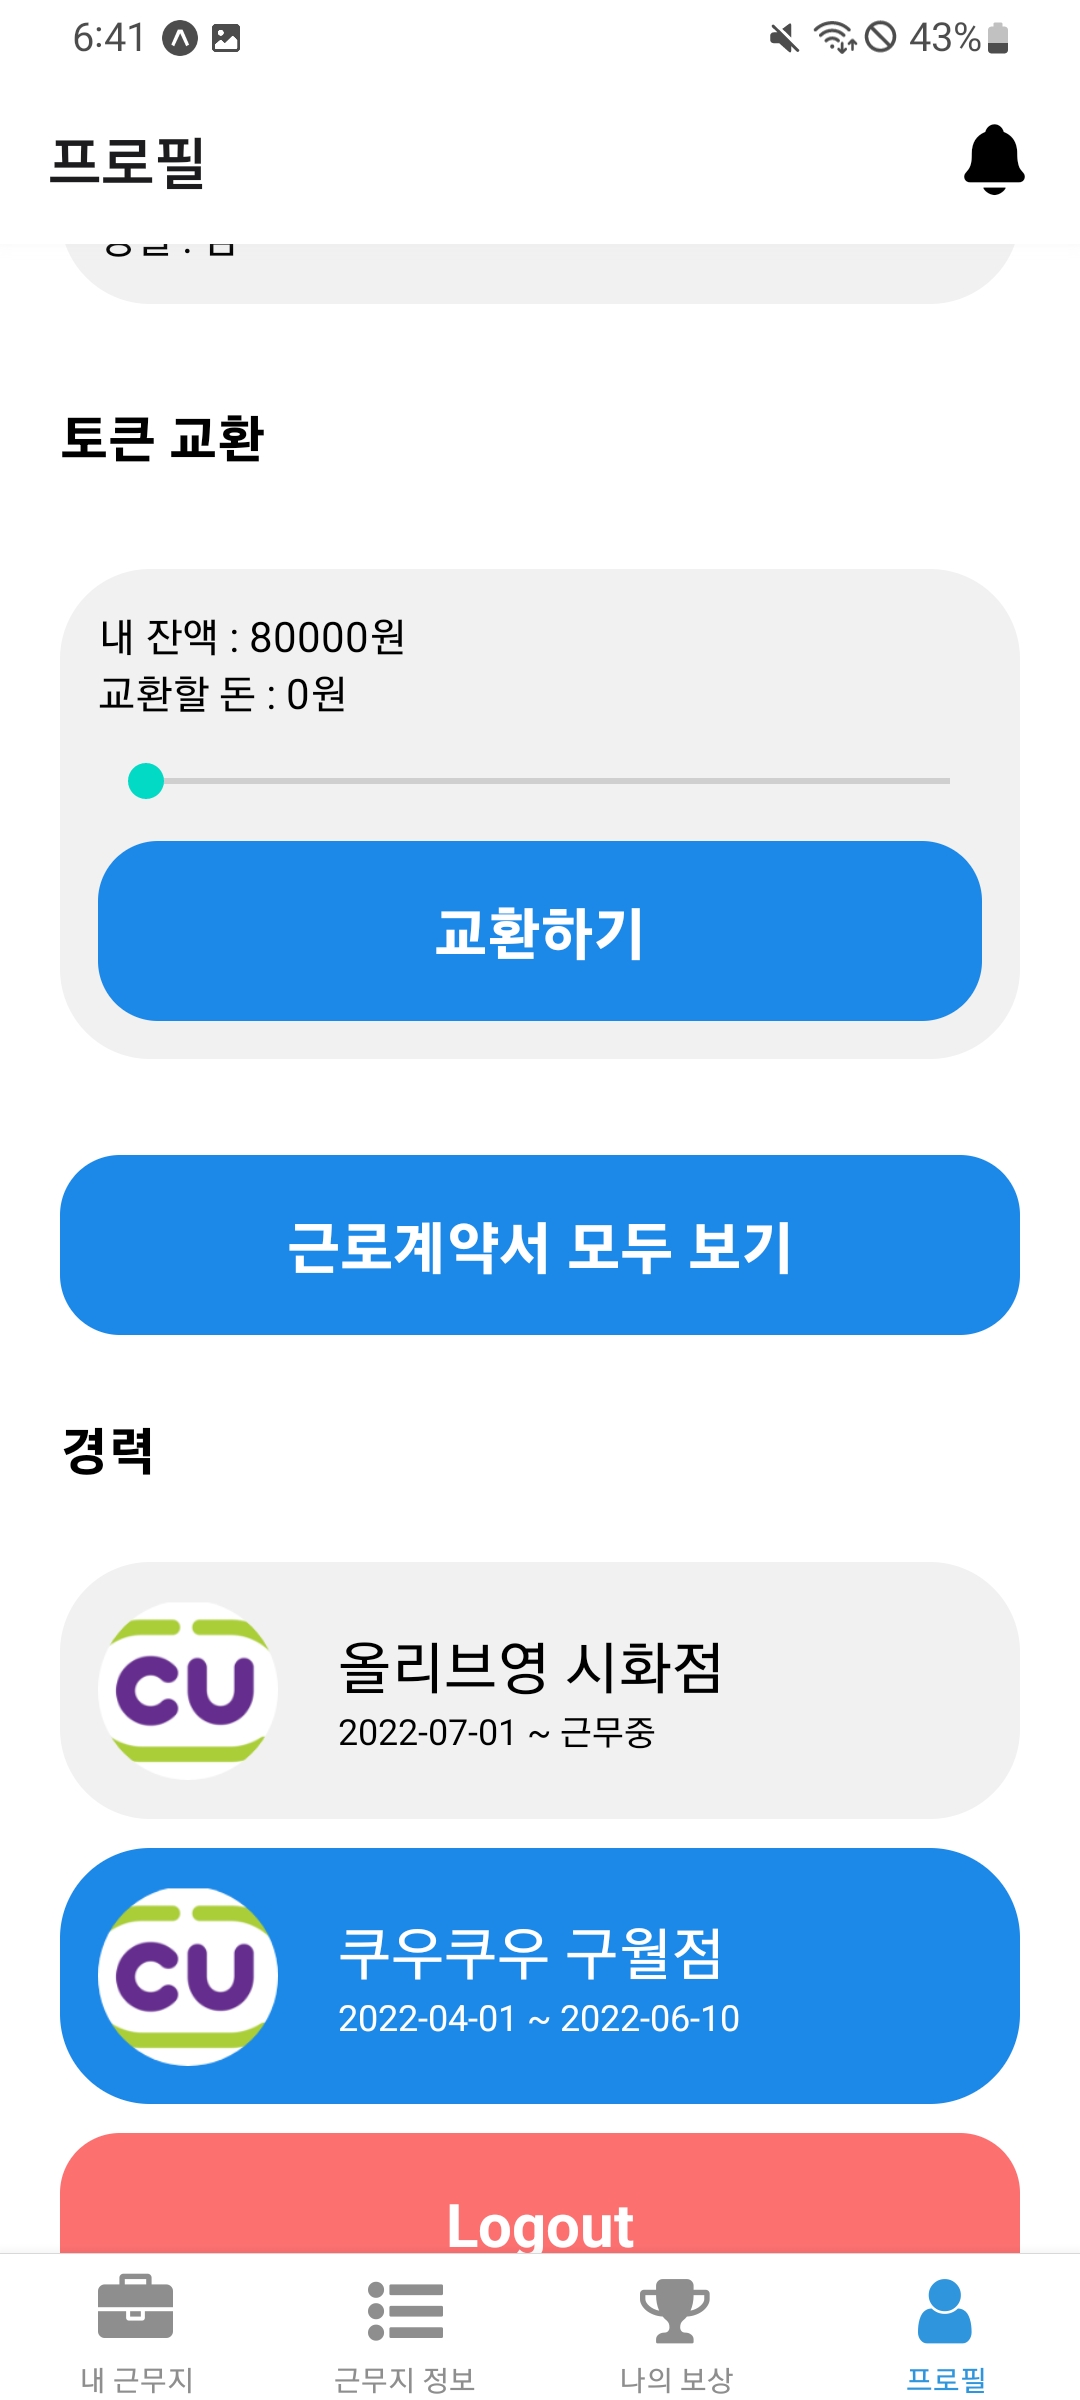 6:41
43%
프로필
토큰 교환
내 잔액 : 80000원
교환할 돈 : 0원
교환하기
근로계약서 모두 보기
경력
CU
올리브영 시화점
2022-07-01 ~ 근무중
CU
쿠우쿠우 구월점
2022-04-01 ~ 2022-06-10
Logout
내 근무지
근무지 정보
나의 보상
프로필